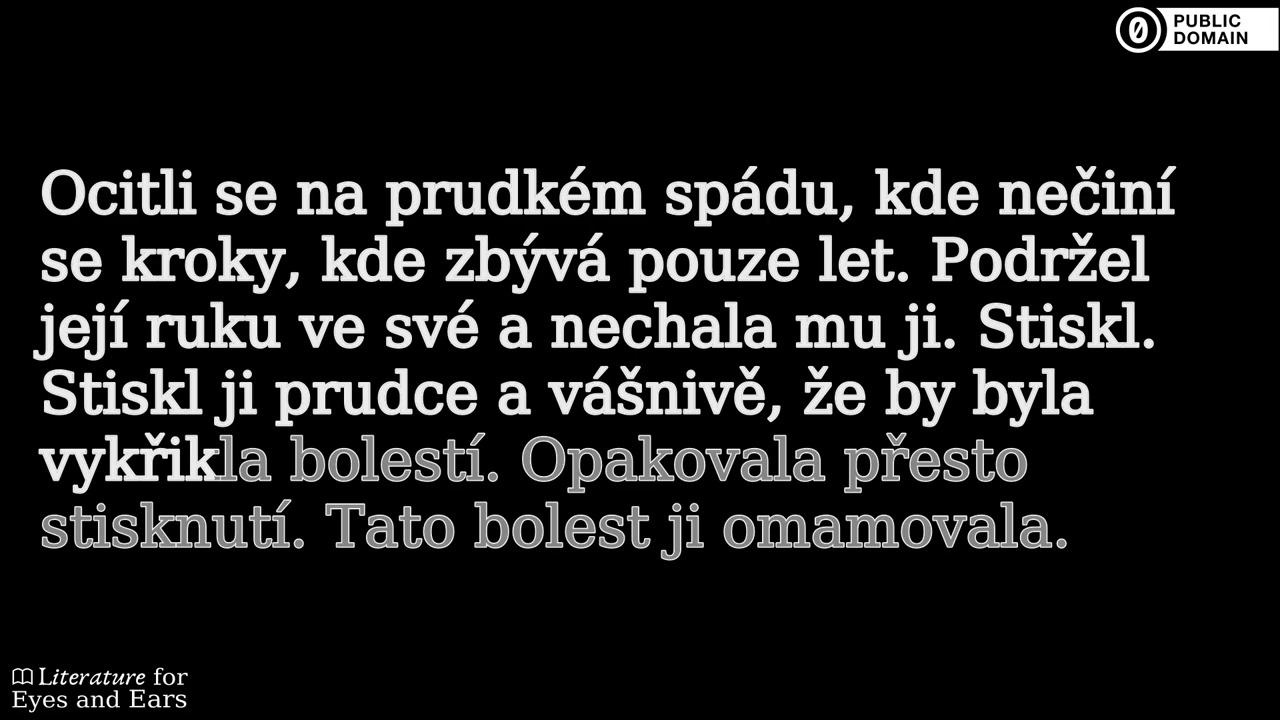 PUBLIC
DOMAIN
Ocitli se na prudkém spádu, kde nečiní
se kroky, kde zbývá pouze let. Podržel
její ruku ve své a nechala mu ji. Stiskl.
Stiskl ji prudce a vášnivě, že by byla
vykřikla bolestí. Opakovala přesto
stisknutí. Tato bolest ji omamovala.
Literature for
Eyes and Ears